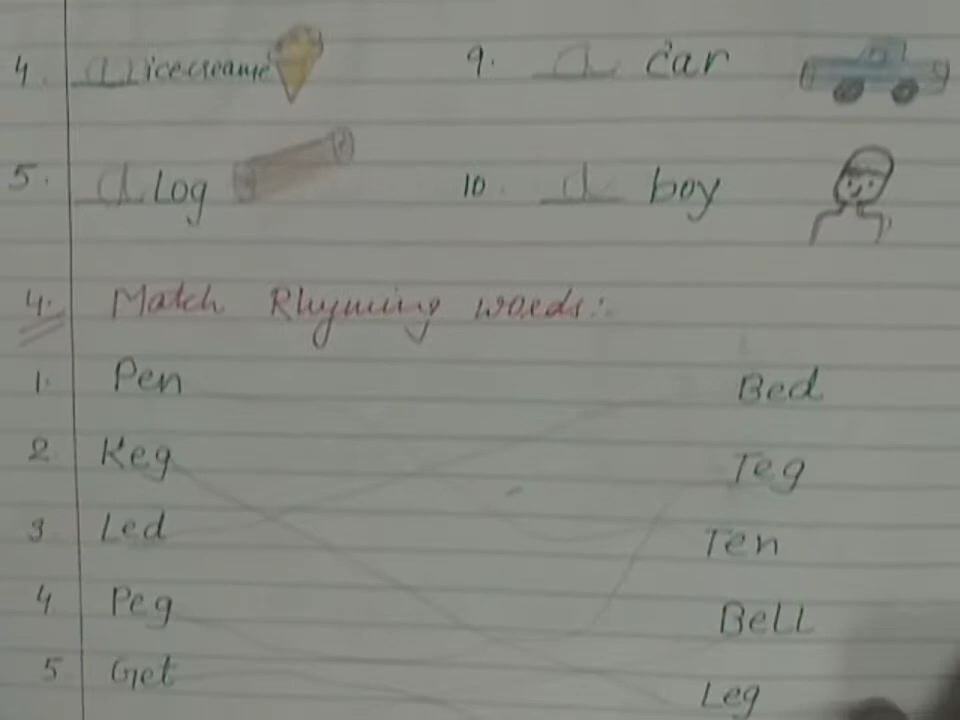 4. a icecreame 9. a car
5. a Log 10. a boy
4. Match Rhyming words:
1. Pen Bed
2 Keg Teg
3 Led Ten
4 Peg Bell
5 Get Leg